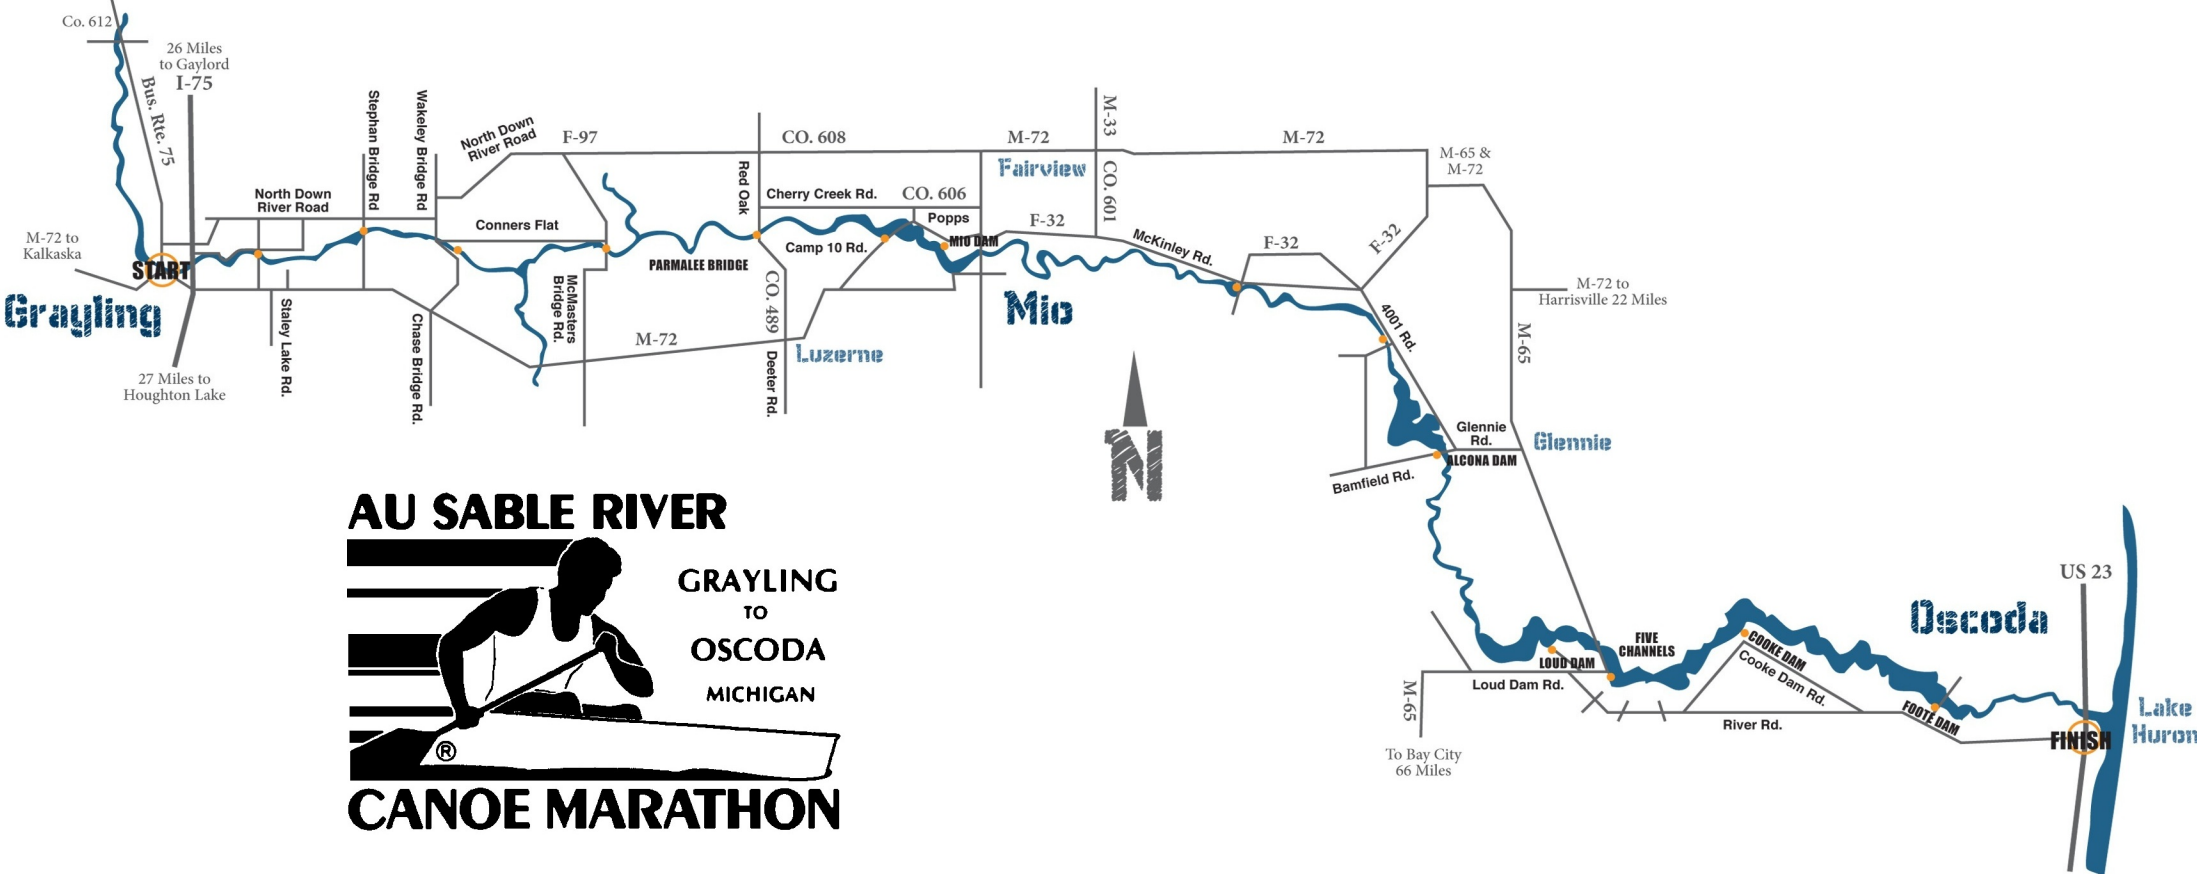 Co. 612
26 Miles
to Gaylord
I-75
Bus. Rte. 75
M-72 to
Kalkaska
START
Grayling
27 Miles to
Houghton Lake
North Down
River Road
Staley Lake Rd.
Stephan Bridge Rd
Wakeley Bridge Rd
Chase Bridge Rd.
North Down
River Road
F-97
Conners Flat
McMasters
Bridge Rd.
M-72
PARMALEE BRIDGE
Red Oak
CO. 608
Cherry Creek Rd.
CO. 606
Popps
Camp 10 Rd.
MIO DAM
CO. 489
Deeter Rd.
Luzerne
M-72
Fairview
F-32
Mio
M-33
CO. 601
McKinley Rd.
M-72
F-32
F-32
M-65 &
M-72
4001 Rd.
M-72 to
Harrisville 22 Miles
M-65
Glennie
Rd.
Glennie
ALCONA DAM
Bamfield Rd.
N
AU SABLE RIVER
GRAYLING
TO
OSCODA
MICHIGAN
®
CANOE MARATHON
LOUD DAM
Loud Dam Rd.
M-65
To Bay City
66 Miles
FIVE
CHANNELS
COOKE DAM
Cooke Dam Rd.
River Rd.
FOOTE DAM
Oscoda
US 23
FINISH
Lake
Huron